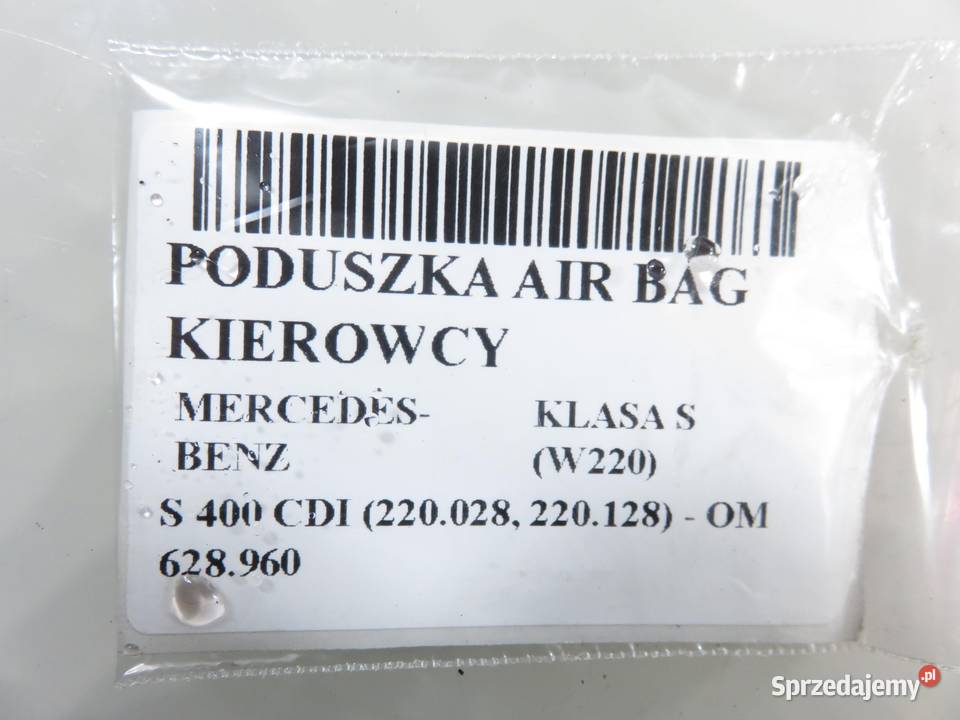 PODUSZKA AIR BAG
KIEROWCY
MERCEDES-
BENZ
KLASA S
(W220)
S 400 CDI (220.028, 220.128) - OM
628.960
Sprzedajemy.pl